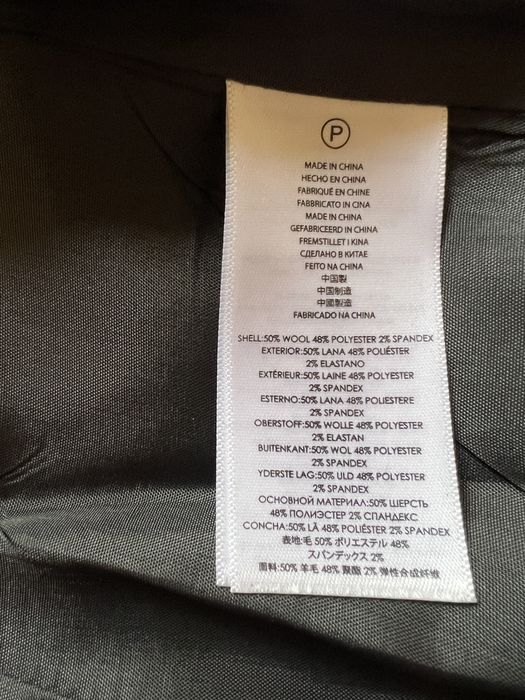 P
MADE IN CHINA
HECHO EN CHINA
FABRIQUÉ EN CHINE
FABBRICATO IN CINA
MADE IN CHINA
GEFABRICEERD IN CHINA
FREMSTILLET I KINA
СДЕЛАНО В КИТАЕ
FEITO NA CHINA
中国製
中国制造
中國製造
FABRICADO NA CHINA
SHELL:50% WOOL 48% POLYESTER 2% SPANDEX
EXTERIOR:50% LANA 48% POLIÉSTER
2% ELASTANO
EXTÉRIEUR:50% LAINE 48% POLYESTER
2% SPANDEX
ESTERNO:50% LANA 48% POLIESTERE
2% SPANDEX
OBERSTOFF:50% WOLLE 48% POLYESTER
2% ELASTAN
BUITENKANT:50% WOL 48% POLYESTER
2% SPANDEX
YDERSTE LAG:50% ULD 48% POLYESTER
2% SPANDEX
ОСНОВНОЙ МАТЕРИАЛ:50% ШЕРСТЬ
48% ПОЛИЭСТЕР 2% СПАНДЕКС
CONCHA:50% LÃ 48% POLIÉSTER 2% SPANDEX
表地:毛 50% ポリエステル 48%
スパンデックス 2%
面料:50% 羊毛 48% 聚酯 2% 弹性合成纤维